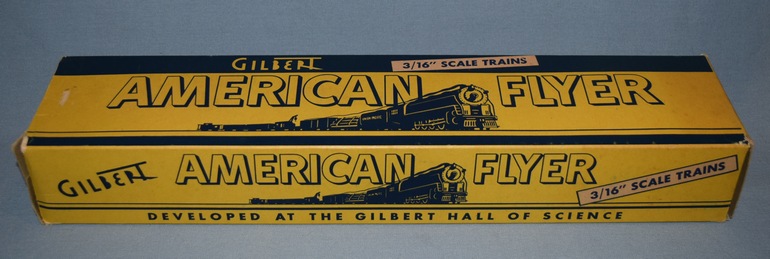 GILBERT
3/16" SCALE TRAINS
AMERICAN FLYER
GILBERT
AMERICAN FLYER
3/16" SCALE TRAINS
DEVELOPED AT THE GILBERT HALL OF SCIENCE